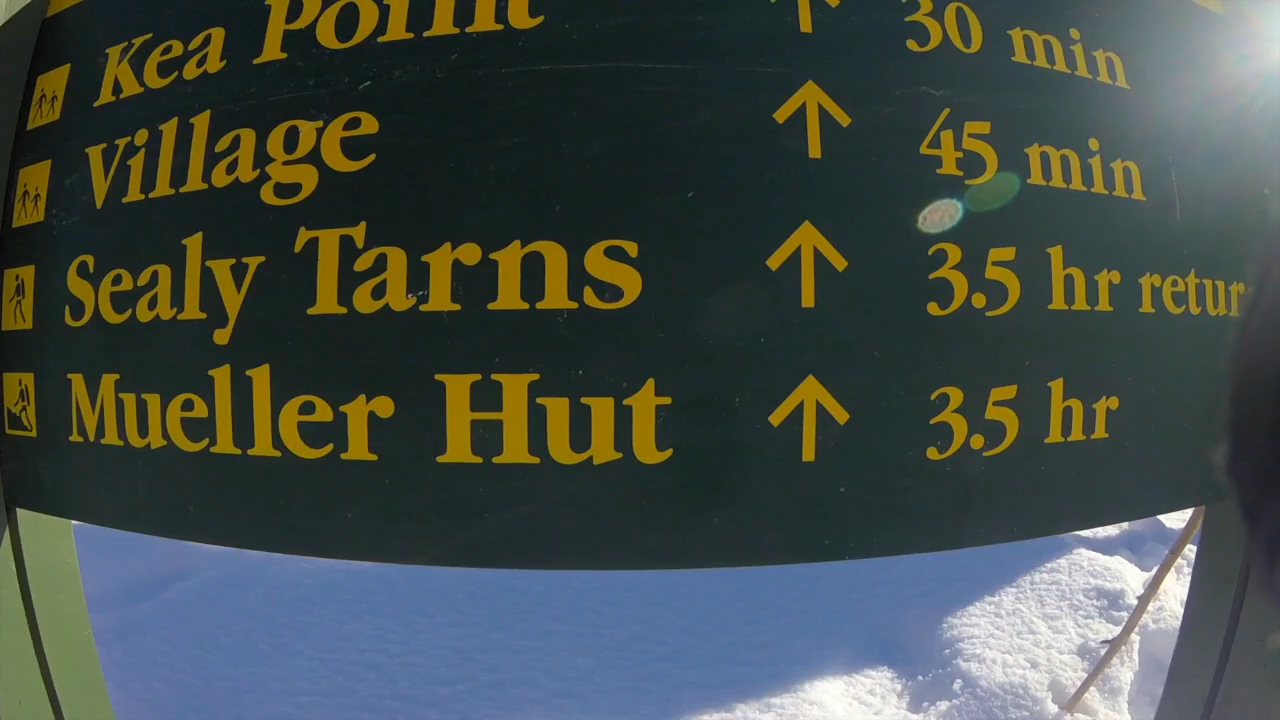 Kea Point 30 min
Village 45 min
Sealy Tarns 3.5 hr retur
Mueller Hut 3.5 hr